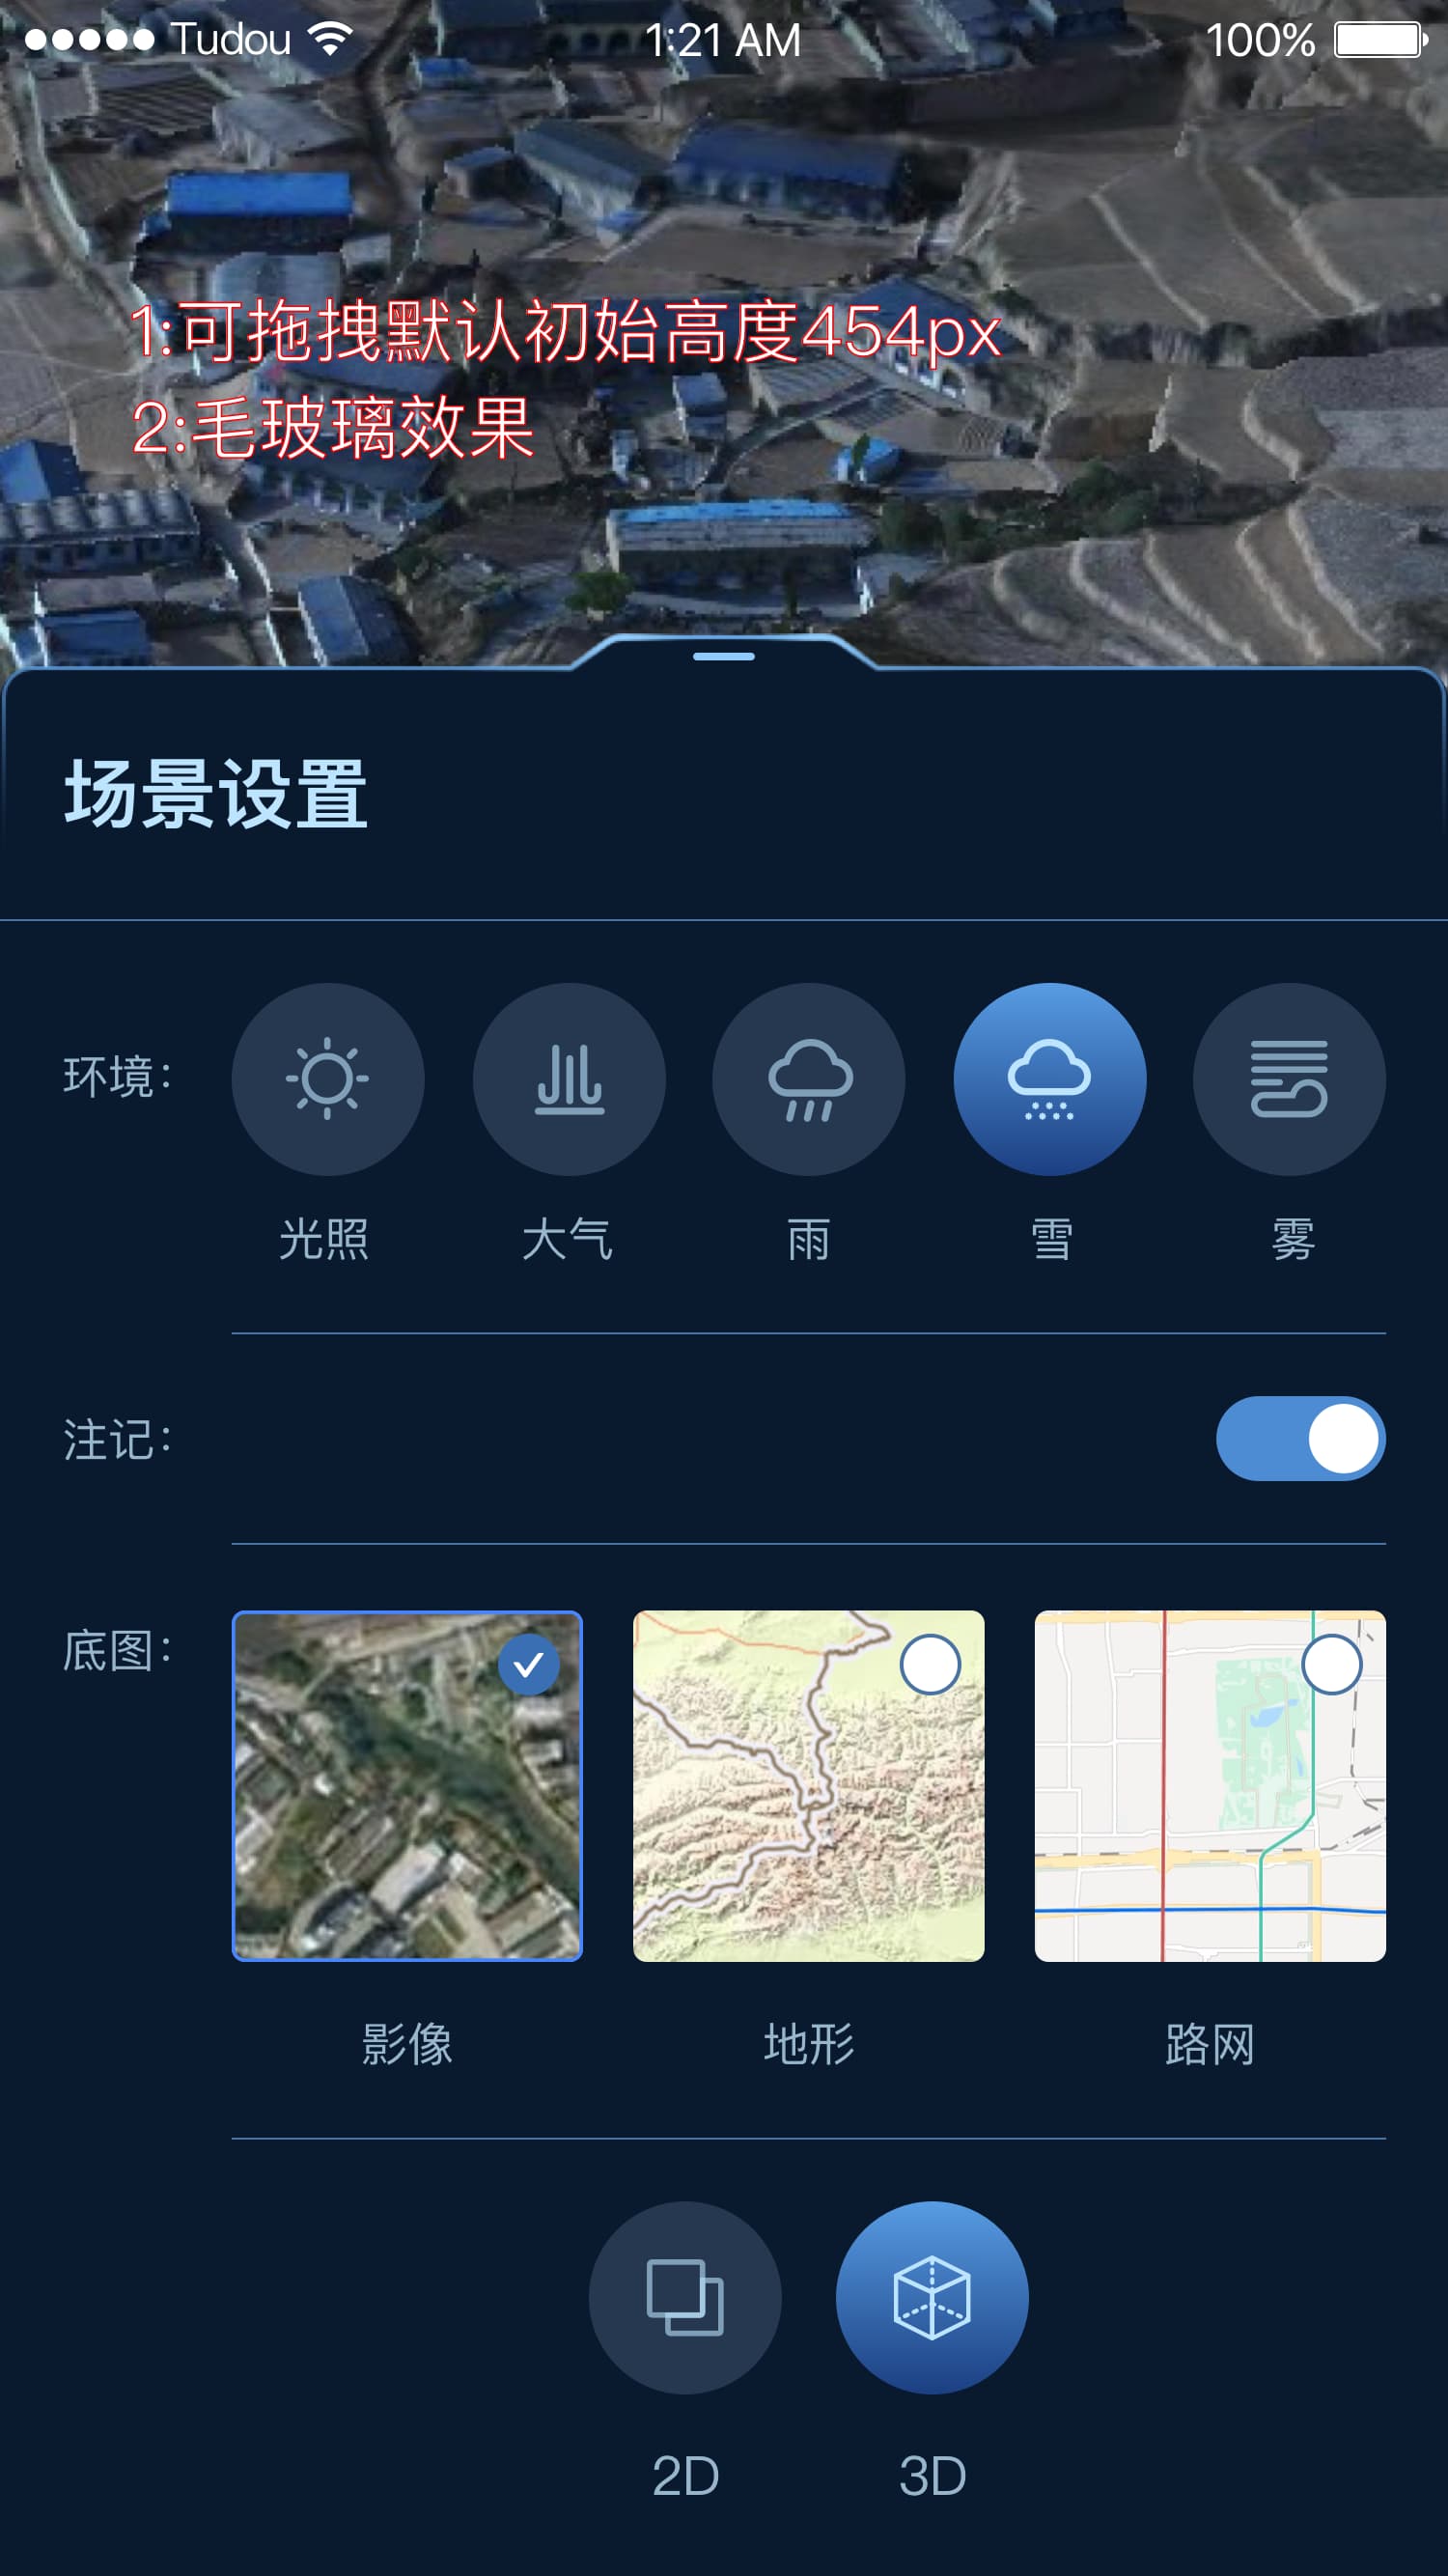 Tudou 1:21 AM 100%
1:可拖拽默认初始高度454px
2:毛玻璃效果
场景设置
环境:
光照 大气 雨 雪 雾
注记:
底图:
影像 地形 路网
2D 3D